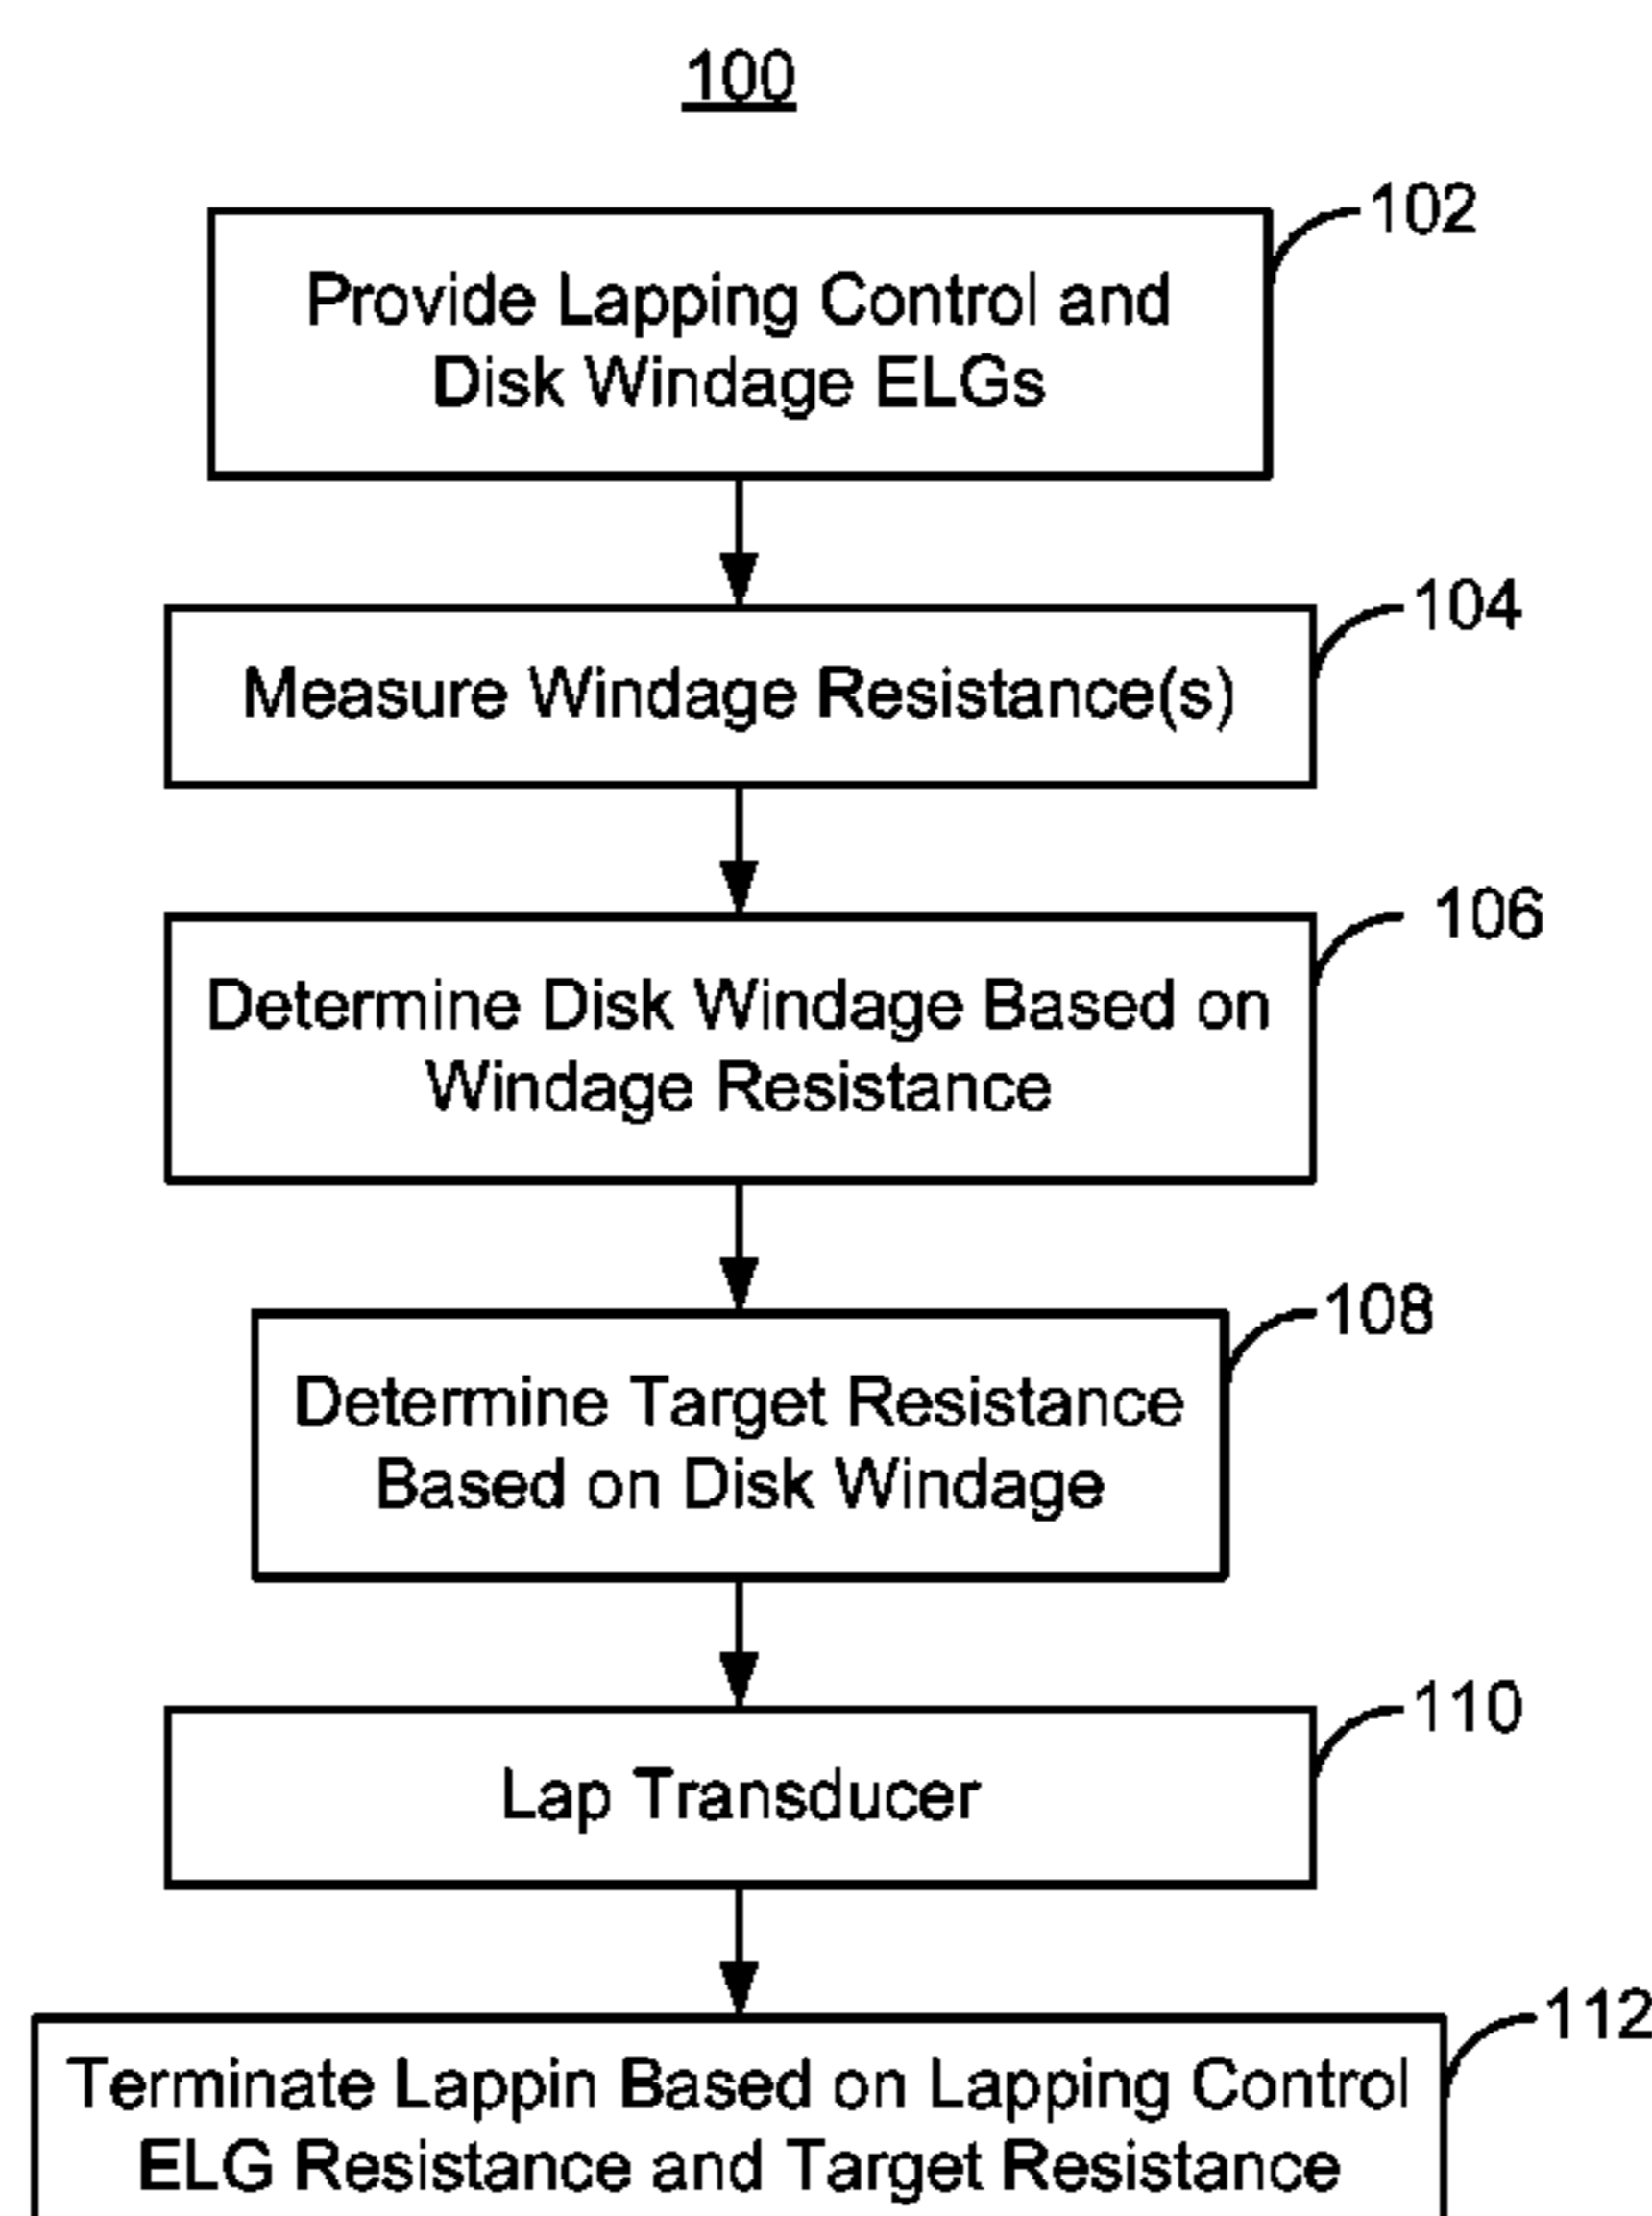 100
102
Provide Lapping Control and
Disk Windage ELGs
104
Measure Windage Resistance(s)
106
Determine Disk Windage Based on
Windage Resistance
108
Determine Target Resistance
Based on Disk Windage
110
Lap Transducer
112
Terminate Lappin Based on Lapping Control
ELG Resistance and Target Resistance